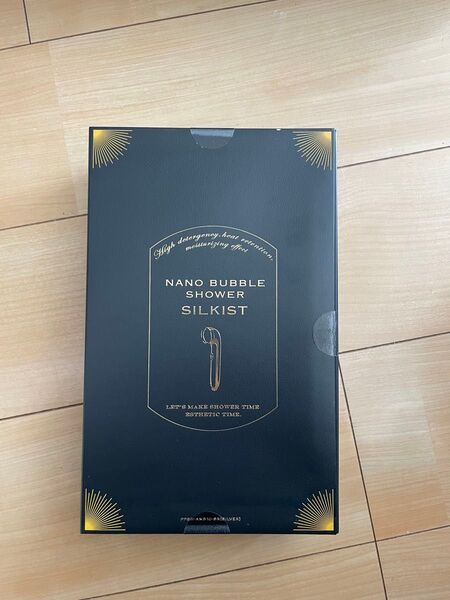 High detergency, heat retention,
moisturizing effect
NANO BUBBLE
SHOWER
SILKIST
LET'S MAKE SHOWER TIME
ESTHETIC TIME.